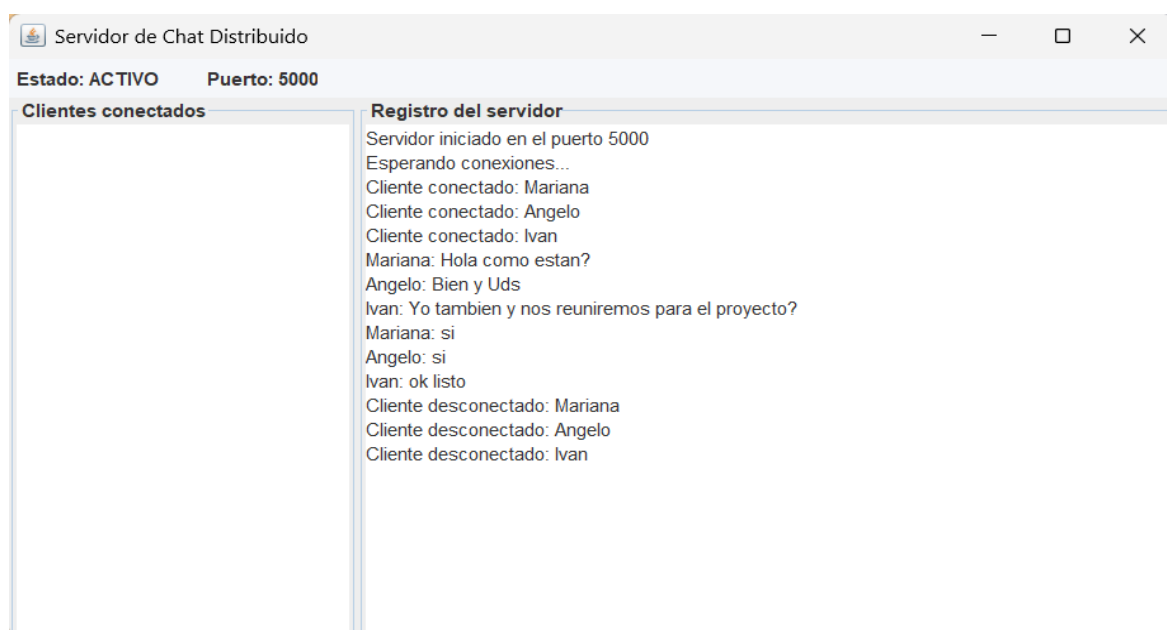 Servidor de Chat Distribuido
Estado: ACTIVO Puerto: 5000
Clientes conectados
Registro del servidor
Servidor iniciado en el puerto 5000
Esperando conexiones...
Cliente conectado: Mariana
Cliente conectado: Angelo
Cliente conectado: Ivan
Mariana: Hola como estan?
Angelo: Bien y Uds
Ivan: Yo tambien y nos reuniremos para el proyecto?
Mariana: si
Angelo: si
Ivan: ok listo
Cliente desconectado: Mariana
Cliente desconectado: Angelo
Cliente desconectado: Ivan